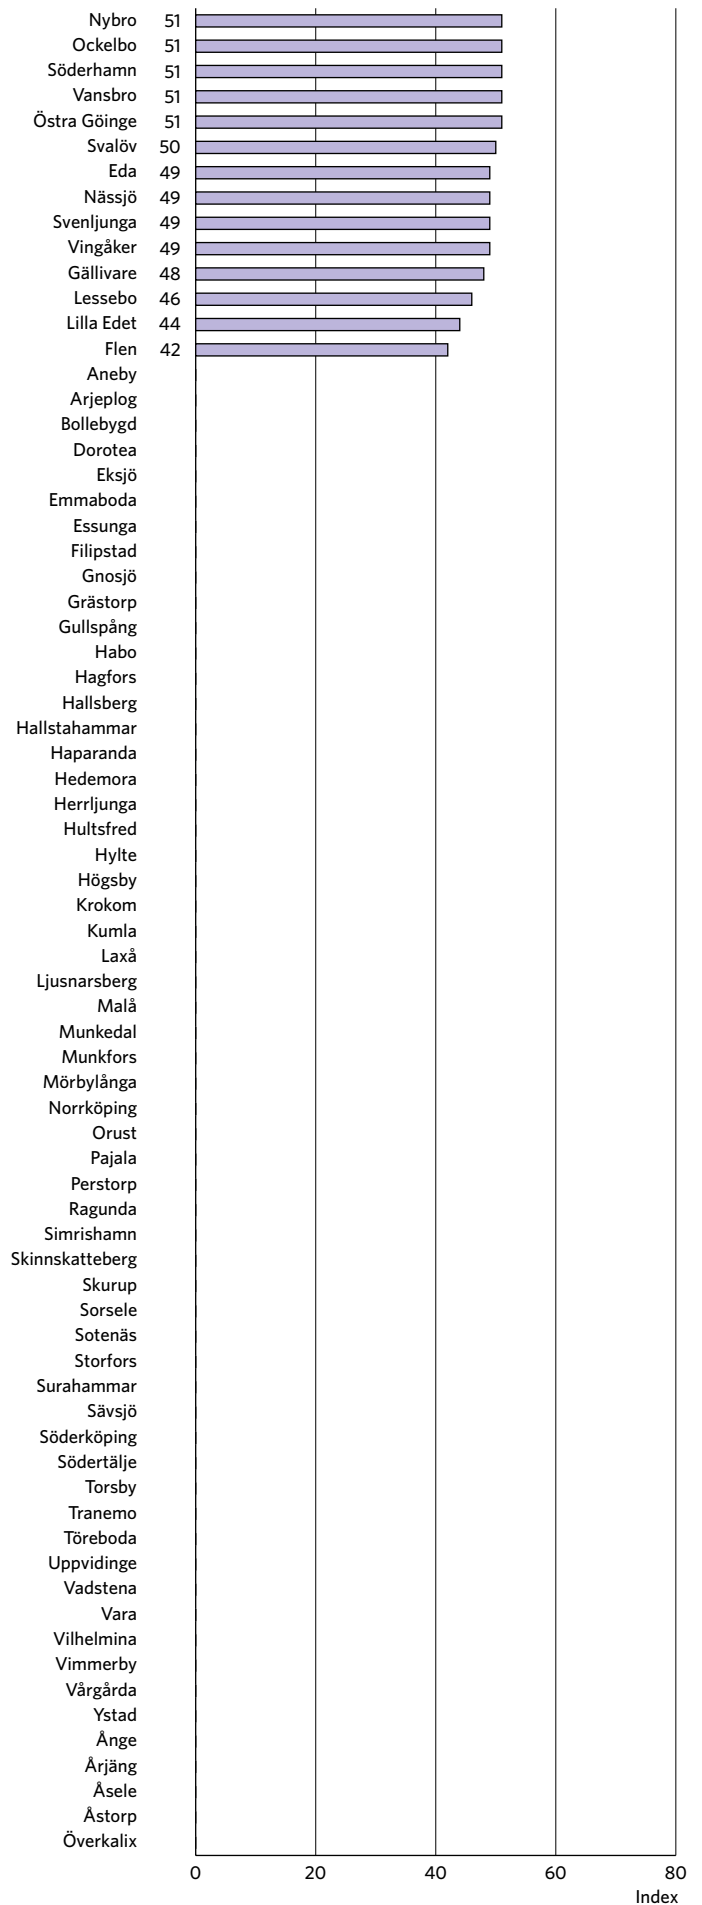 Nybro 51
Ockelbo 51
Söderhamn 51
Vansbro 51
Östra Göinge 51
Svalöv 50
Eda 49
Nässjö 49
Svenljunga 49
Vingåker 49
Gällivare 48
Lessebo 46
Lilla Edet 44
Flen 42
Aneby
Arjeplog
Bollebygd
Dorotea
Eksjö
Emmaboda
Essunga
Filipstad
Gnosjö
Grästorp
Gullspång
Habo
Hagfors
Hallsberg
Hallstahammar
Haparanda
Hedemora
Herrljunga
Hultsfred
Hylte
Högsby
Krokom
Kumla
Laxå
Ljusnarsberg
Malå
Munkedal
Munkfors
Mörbylånga
Norrköping
Orust
Pajala
Perstorp
Ragunda
Simrishamn
Skinnskatteberg
Skurup
Sorsele
Sotenäs
Storfors
Surahammar
Sävsjö
Söderköping
Södertälje
Torsby
Tranemo
Töreboda
Uppvidinge
Vadstena
Vara
Vilhelmina
Vimmerby
Vårgårda
Ystad
Ånge
Årjäng
Åsele
Åstorp
Överkalix
0 20 40 60 80
Index